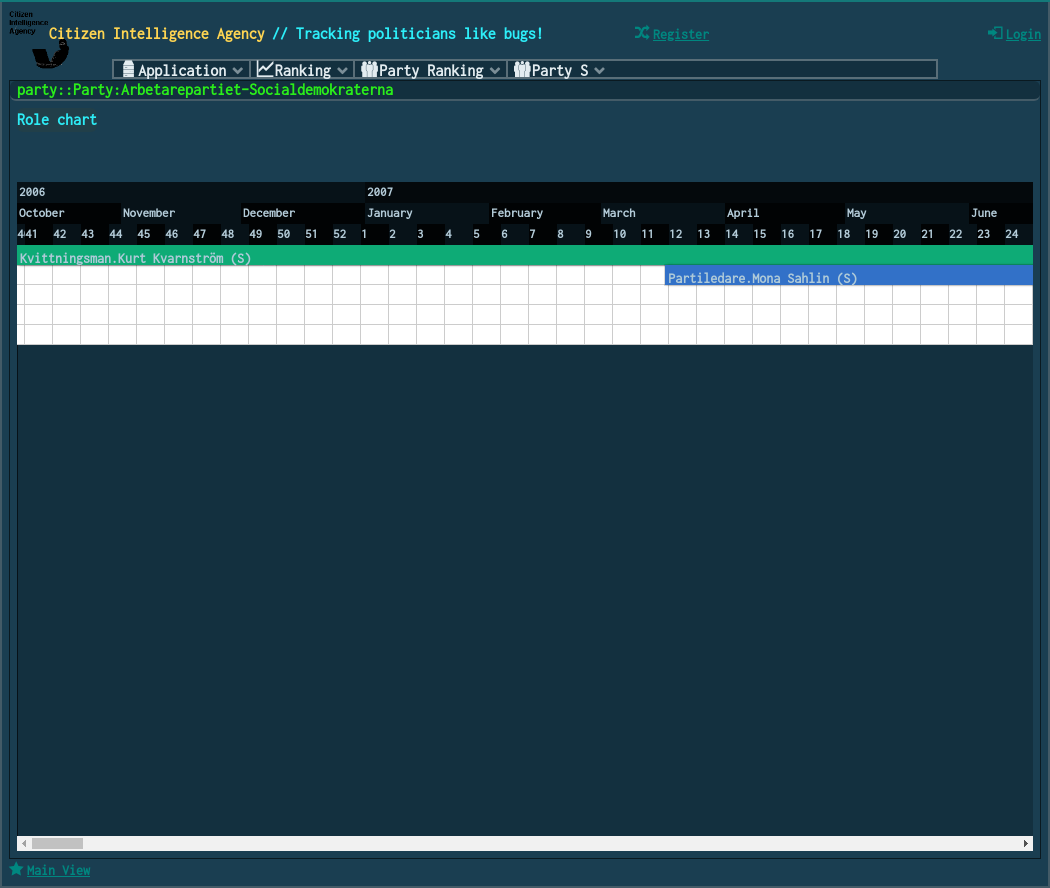 Citizen
Intelligence
Agency
Citizen Intelligence Agency // Tracking politicians like bugs!
Register
Login
Application
Ranking
Party Ranking
Party S
party::Party:Arbetarepartiet-Socialdemokraterna
Role chart
2006 2007
October November December January February March April May June
41 42 43 44 45 46 47 48 49 50 51 52 1 2 3 4 5 6 7 8 9 10 11 12 13 14 15 16 17 18 19 20 21 22 23 24
Kvittningsman.Kurt Kvarnström (S)
Partiledare.Mona Sahlin (S)
Main View